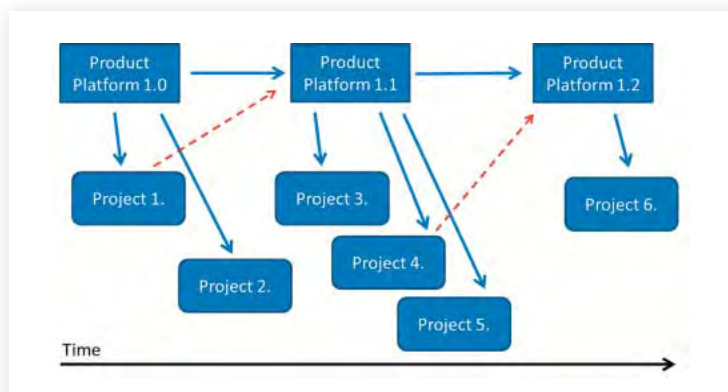 Product
Platform 1.0
Product
Platform 1.1
Product
Platform 1.2
Project 1.
Project 3.
Project 6.
Project 4.
Project 2.
Project 5.
Time